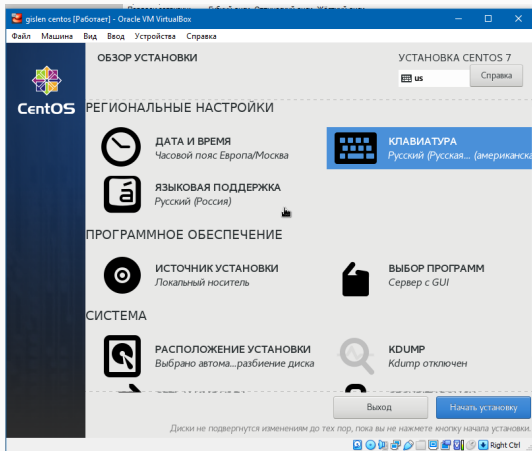 gislen centos [Работает] - Oracle VM VirtualBox
Файл Машина Вид Ввод Устройства Справка
ОБЗОР УСТАНОВКИ
УСТАНОВКА CENTOS 7
us
Справка
CentOS
РЕГИОНАЛЬНЫЕ НАСТРОЙКИ
ДАТА И ВРЕМЯ
Часовой пояс Европа/Москва
КЛАВИАТУРА
Русский (Русская... (американска
ЯЗЫКОВАЯ ПОДДЕРЖКА
Русский (Россия)
ПРОГРАММНОЕ ОБЕСПЕЧЕНИЕ
ИСТОЧНИК УСТАНОВКИ
Локальный носитель
ВЫБОР ПРОГРАММ
Сервер с GUI
СИСТЕМА
РАСПОЛОЖЕНИЕ УСТАНОВКИ
Выбрано автома...разбиение диска
KDUMP
Kdump отключен
Выход
Начать установку
Диски не подвергнутся изменениям до тех пор, пока вы не нажмете кнопку начала установки.
Right Ctrl